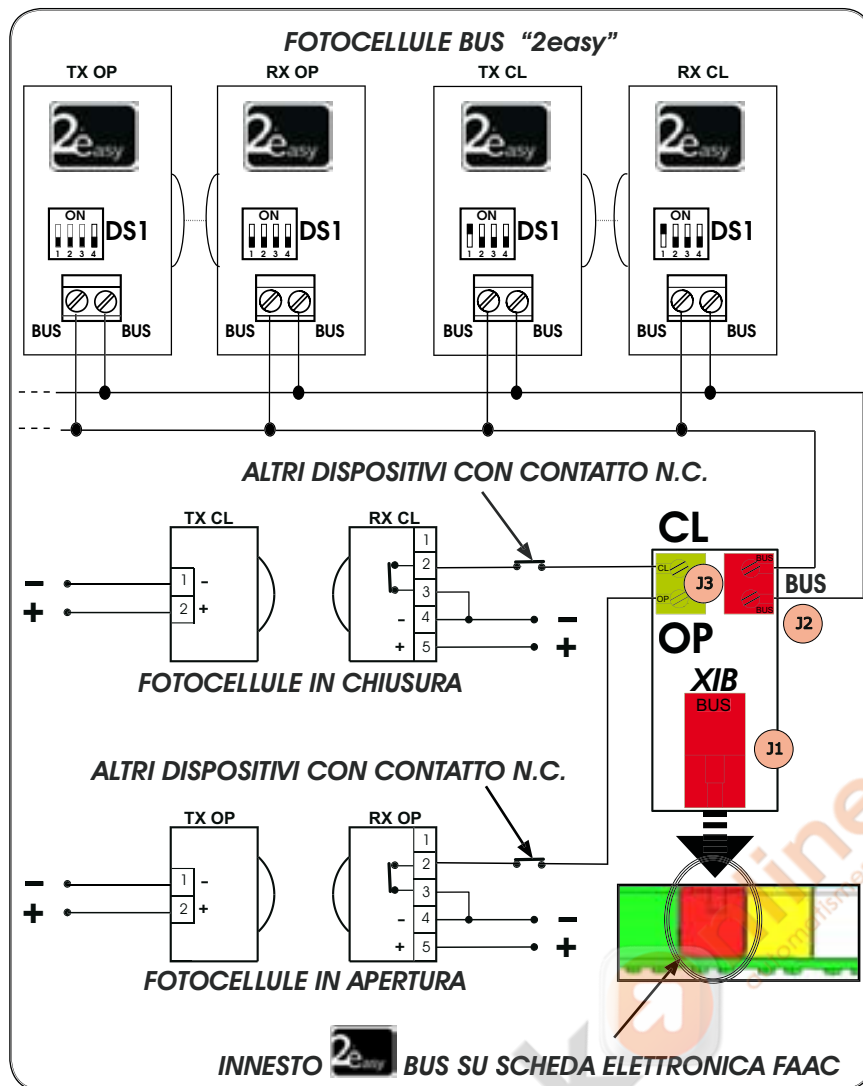 FOTOCELLULE BUS "2easy"
TX OP RX OP TX CL RX CL
2easy 2easy 2easy 2easy
ON ON ON ON
DS1 DS1 DS1 DS1
1 2 3 4 1 2 3 4 1 2 3 4 1 2 3 4
BUS BUS BUS BUS BUS BUS BUS BUS
ALTRI DISPOSITIVI CON CONTATTO N.C.
TX CL RX CL
1 -
2 +
- +
1
2
3
- 4 -
+ 5 +
FOTOCELLULE IN CHIUSURA
CL
CL J3 BUS
BUS
OP BUS
J2
OP
XIB
BUS
J1
ALTRI DISPOSITIVI CON CONTATTO N.C.
TX OP RX OP
1 -
2 +
- +
1
2
3
- 4 -
+ 5 +
FOTOCELLULE IN APERTURA
INNESTO 2easy BUS SU SCHEDA ELETTRONICA FAAC